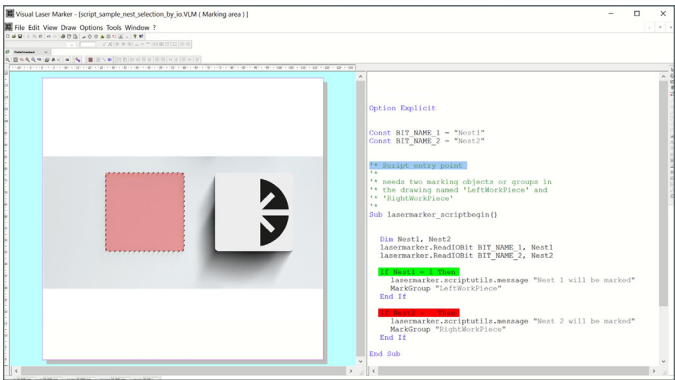 Visual Laser Marker - [script_sample_nest_selection_by_io.VLM ( Marking area ) ]
File Edit View Draw Options Tools Window ?
Option Explicit
Const BIT_NAME_1 = "Nest1"
Const BIT_NAME_2 = "Nest2"
'* Script entry point
'*
'* needs two marking objects or groups in
'* the drawing named 'LeftWorkPiece' and
'* 'RightWorkPiece'
'*
Sub lasermarker_scriptbegin()
Dim Nest1, Nest2
lasermarker.ReadIOBit BIT_NAME_1, Nest1
lasermarker.ReadIOBit BIT_NAME_2, Nest2
If Nest1 = 1 Then
lasermarker.scriptutils.message "Nest 1 will be marked"
MarkGroup "LeftWorkPiece"
End If
If Nest2 = 1 Then
lasermarker.scriptutils.message "Nest 2 will be marked"
MarkGroup "RightWorkPiece"
End If
End Sub